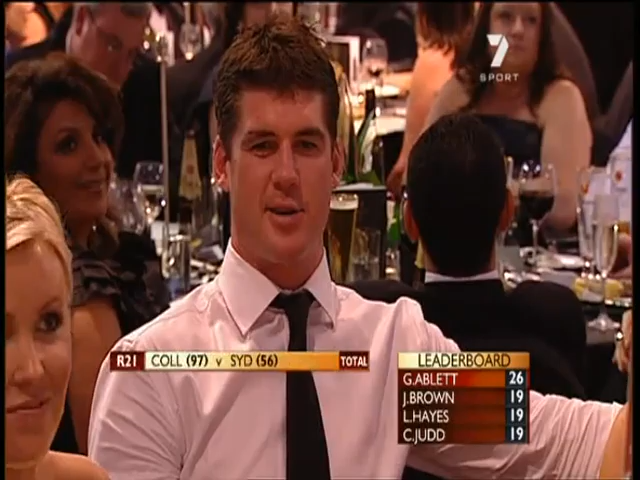 7
SPORT
R21 COLL (97) v SYD (56) TOTAL
LEADERBOARD
G.ABLETT 26
J.BROWN 19
L.HAYES 19
C.JUDD 19